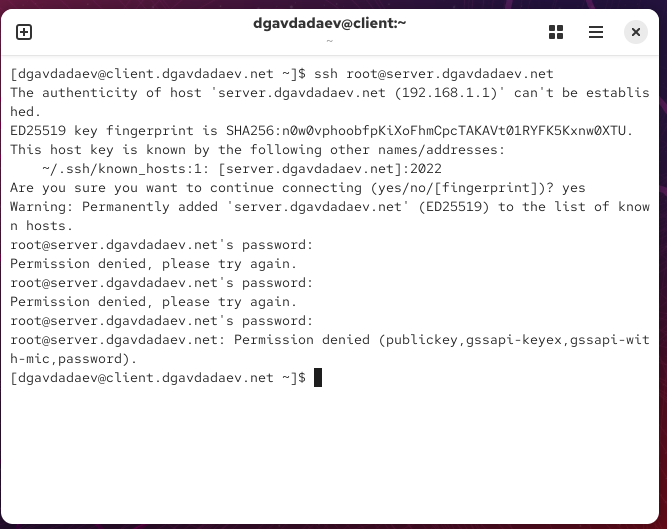 dgavdadaev@client:~
~
[dgavdadaev@client.dgavdadaev.net ~]$ ssh root@server.dgavdadaev.net
The authenticity of host 'server.dgavdadaev.net (192.168.1.1)' can't be establis
hed.
ED25519 key fingerprint is SHA256:n0w0vphoobfpKiXoFhmCpcTAKAVt01RYFK5Kxnw0XTU.
This host key is known by the following other names/addresses:
    ~/.ssh/known_hosts:1: [server.dgavdadaev.net]:2022
Are you sure you want to continue connecting (yes/no/[fingerprint])? yes
Warning: Permanently added 'server.dgavdadaev.net' (ED25519) to the list of know
n hosts.
root@server.dgavdadaev.net's password:
Permission denied, please try again.
root@server.dgavdadaev.net's password:
Permission denied, please try again.
root@server.dgavdadaev.net's password:
root@server.dgavdadaev.net: Permission denied (publickey,gssapi-keyex,gssapi-wit
h-mic,password).
[dgavdadaev@client.dgavdadaev.net ~]$